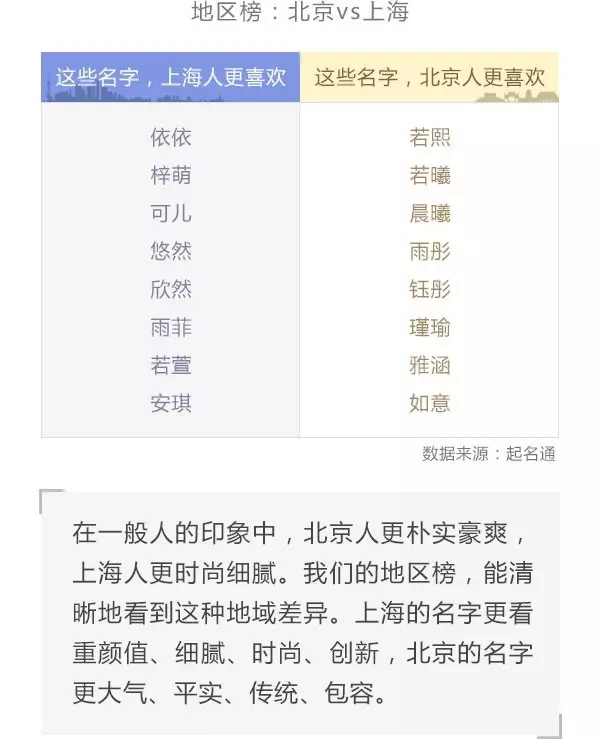 地区榜：北京vs上海
这些名字，上海人更喜欢 这些名字，北京人更喜欢
依依 若熙
梓萌 若曦
可儿 晨曦
悠然 雨彤
欣然 钰彤
雨菲 瑾瑜
若萱 雅涵
安琪 如意
数据来源：起名通
在一般人的印象中，北京人更朴实豪爽，
上海人更时尚细腻。我们的地区榜，能清
晰地看到这种地域差异。上海的名字更看
重颜值、细腻、时尚、创新，北京的名字
更大气、平实、传统、包容。